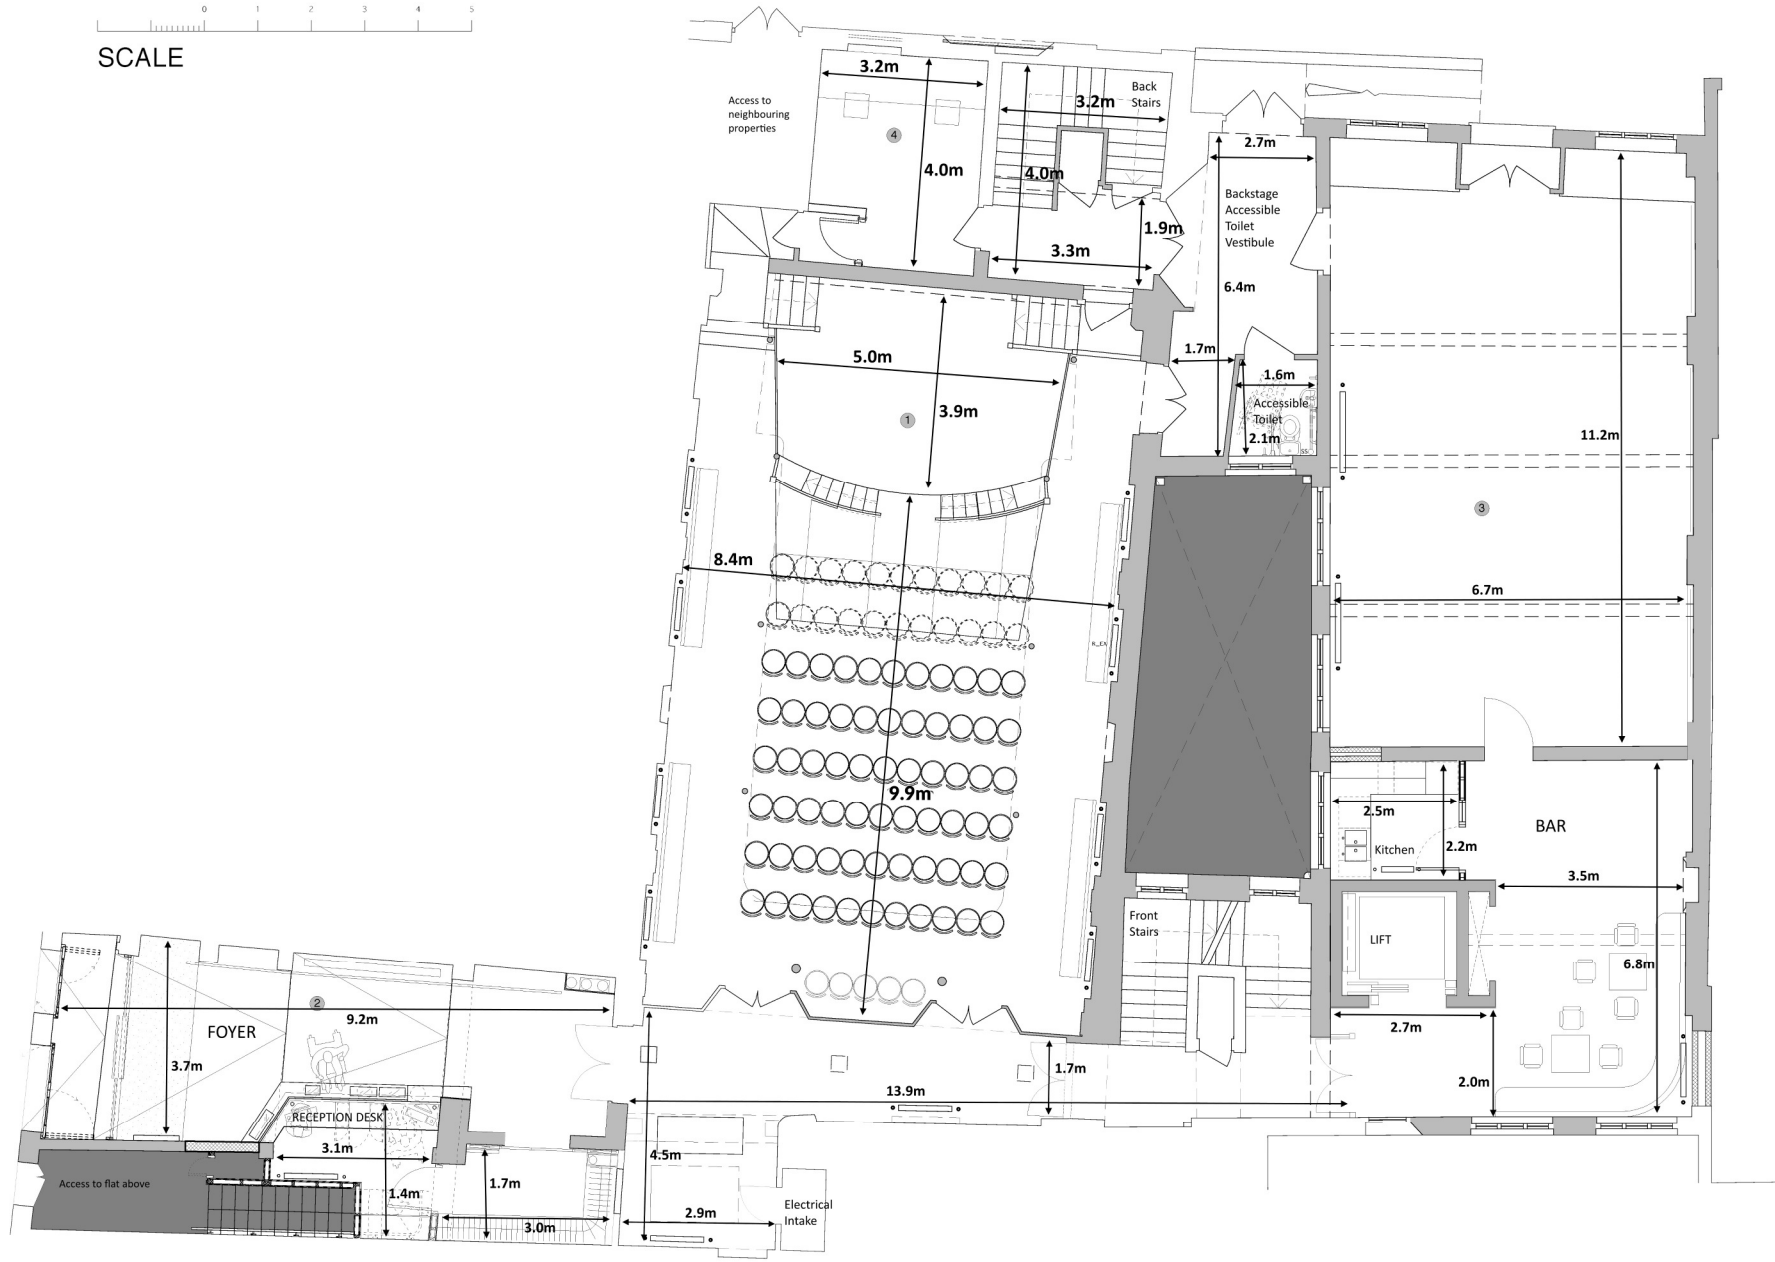 0 1 2 3 4 5
SCALE
3.2m
Access to
neighbouring
properties
4
4.0m
Back
Stairs
3.2m
4.0m
2.7m
Backstage
Accessible
Toilet
Vestibule
1.9m
3.3m
6.4m
5.0m
3.9m
1
1.7m
1.6m
Accessible
Toilet
2.1m
11.2m
3
8.4m
6.7m
9.9m
2.5m
Kitchen
2.2m
BAR
3.5m
Front
Stairs
LIFT
6.8m
2.7m
2.0m
2
9.2m
FOYER
3.7m
RECEPTION DESK
3.1m
1.4m
Access to flat above
1.7m
3.0m
13.9m
1.7m
4.5m
2.9m
Electrical
Intake